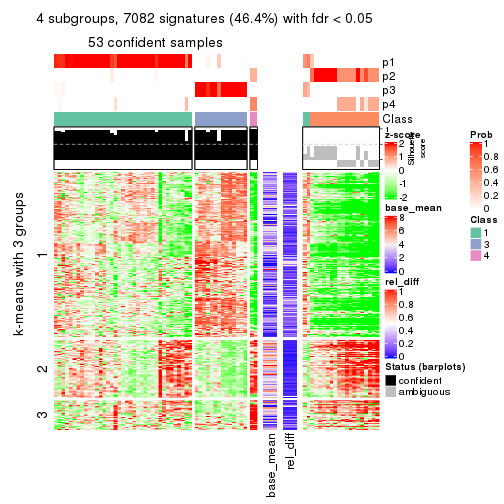 4 subgroups, 7082 signatures (46.4%) with fdr < 0.05
53 confident samples
p1
p2
p3
p4
Class
1
Silhouette
score
k-means with 3 groups
1
2
3
base_mean
rel_diff
z-score
2
1
0
-1
-2
base_mean
8
6
4
2
0
rel_diff
1
0.8
0.6
0.4
0.2
0
Status (barplots)
confident
ambiguous
Prob
1
0.8
0.6
0.4
0.2
0
Class
1
3
4